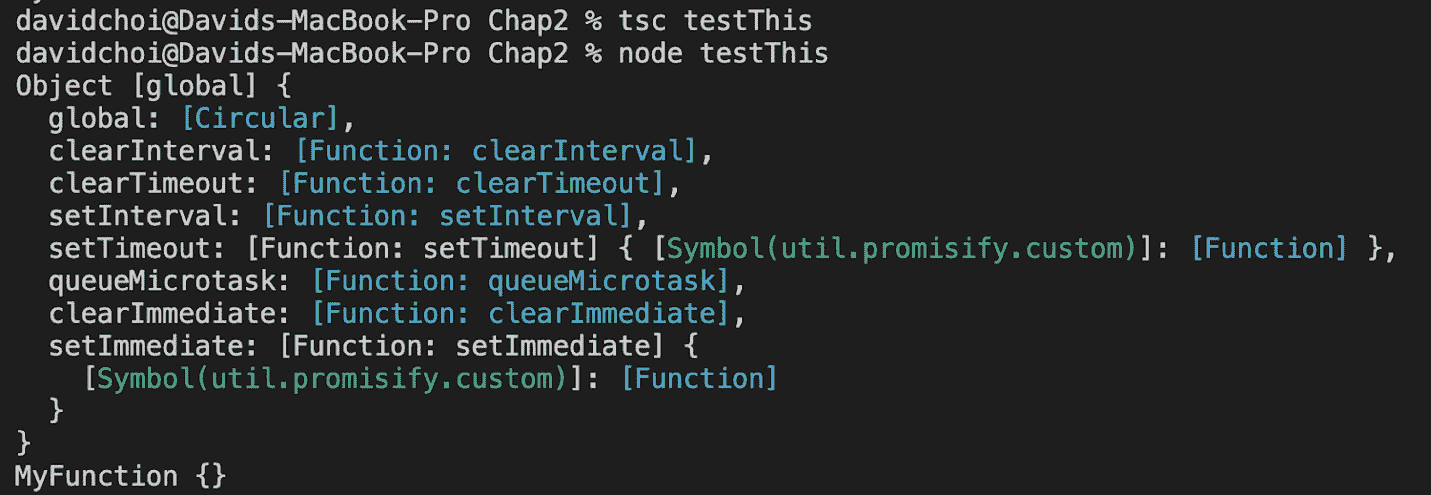 davidchoi@Davids-MacBook-Pro Chap2 % tsc testThis
davidchoi@Davids-MacBook-Pro Chap2 % node testThis
Object [global] {
  global: [Circular],
  clearInterval: [Function: clearInterval],
  clearTimeout: [Function: clearTimeout],
  setInterval: [Function: setInterval],
  setTimeout: [Function: setTimeout] { [Symbol(util.promisify.custom)]: [Function] },
  queueMicrotask: [Function: queueMicrotask],
  clearImmediate: [Function: clearImmediate],
  setImmediate: [Function: setImmediate] {
    [Symbol(util.promisify.custom)]: [Function]
  }
}
MyFunction {}